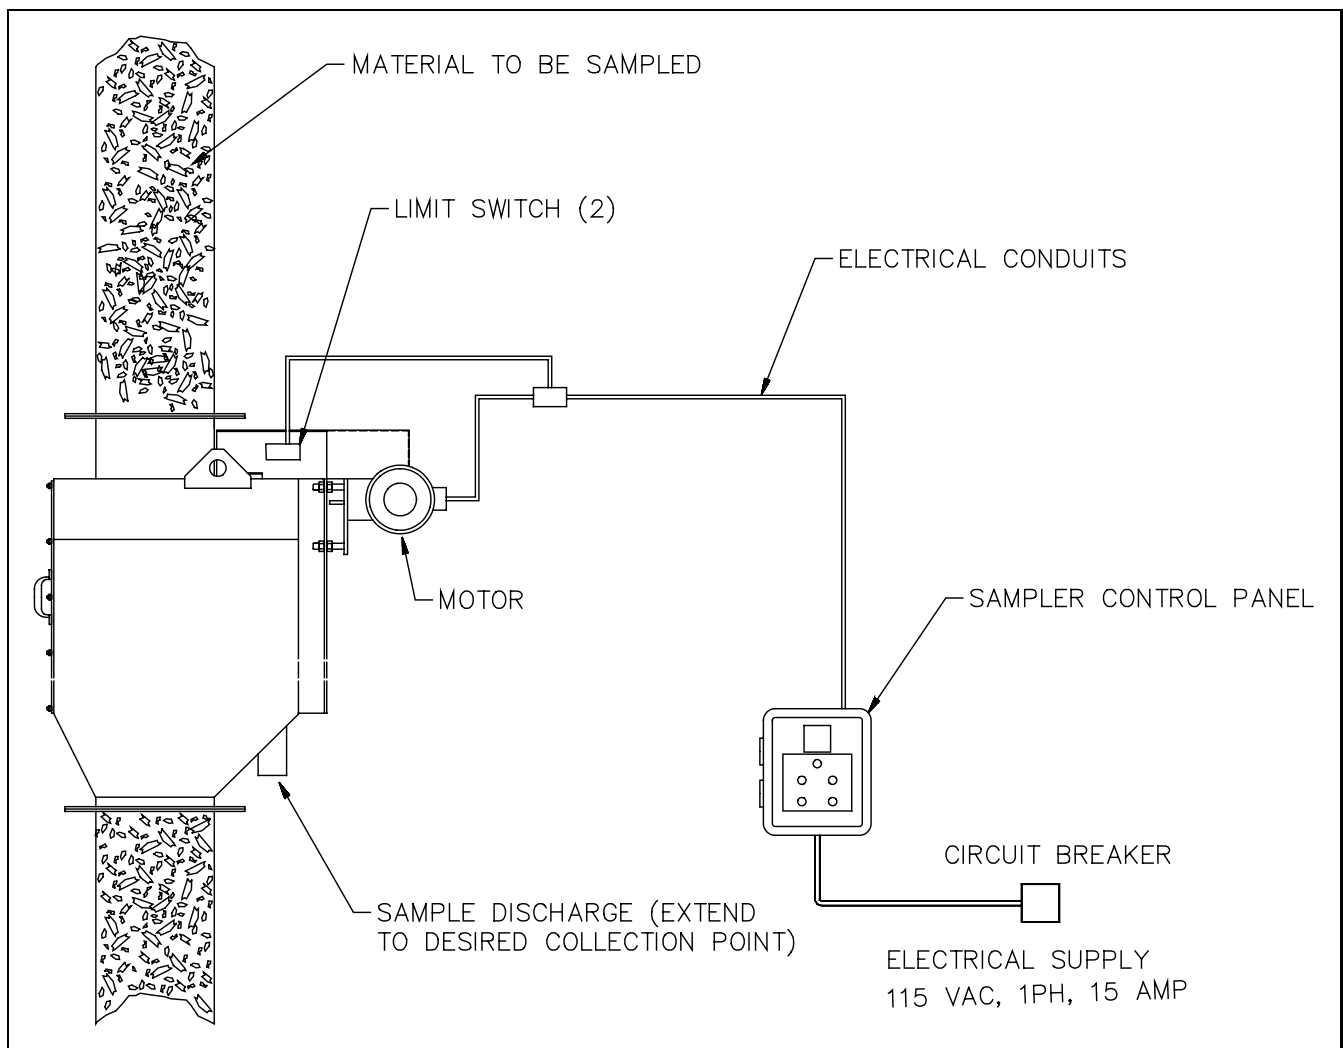 MATERIAL TO BE SAMPLED
LIMIT SWITCH (2)
ELECTRICAL CONDUITS
MOTOR
SAMPLER CONTROL PANEL
CIRCUIT BREAKER
SAMPLE DISCHARGE (EXTEND
TO DESIRED COLLECTION POINT)
ELECTRICAL SUPPLY
115 VAC, 1PH, 15 AMP